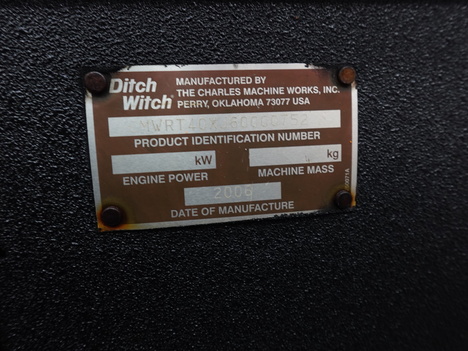 Ditch Witch
MANUFACTURED BY
THE CHARLES MACHINE WORKS, INC.
PERRY, OKLAHOMA 73077 USA
PRODUCT IDENTIFICATION NUMBER
kW
kg
ENGINE POWER
MACHINE MASS
2008
DATE OF MANUFACTURE